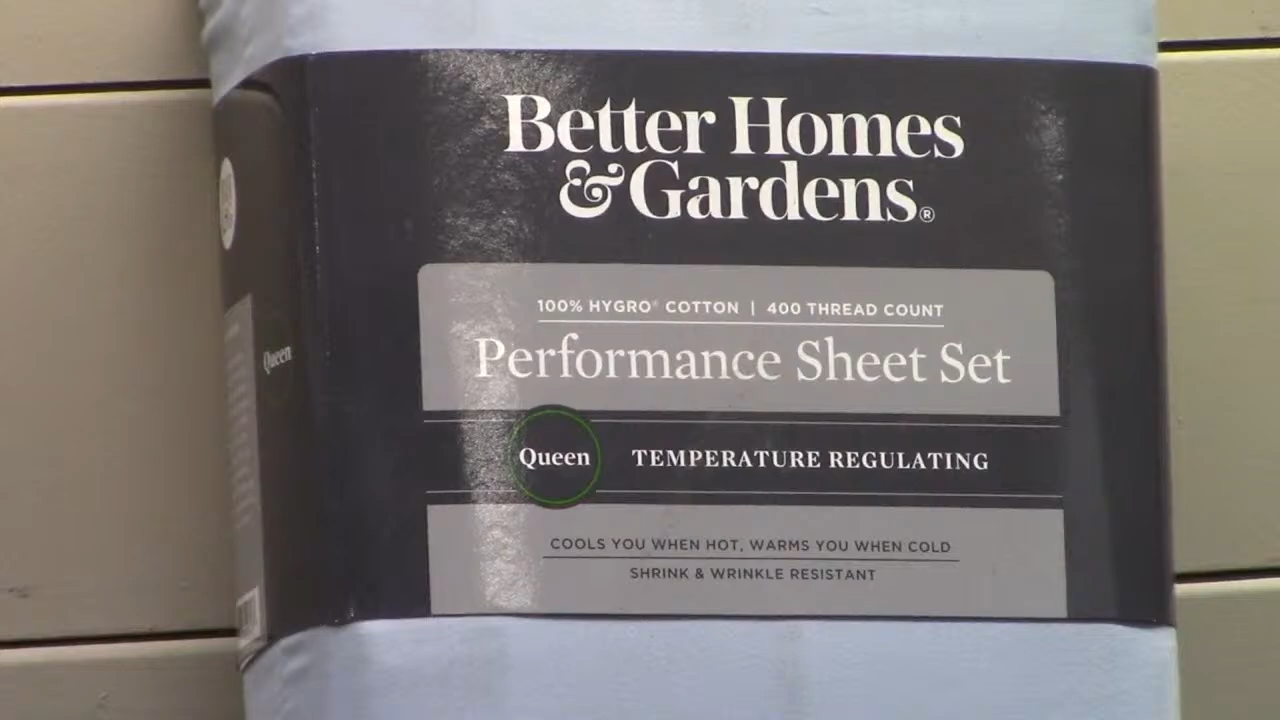 Better Homes
& Gardens®
100% HYGRO® COTTON | 400 THREAD COUNT
Performance Sheet Set
Queen
Queen TEMPERATURE REGULATING
COOLS YOU WHEN HOT, WARMS YOU WHEN COLD
SHRINK & WRINKLE RESISTANT